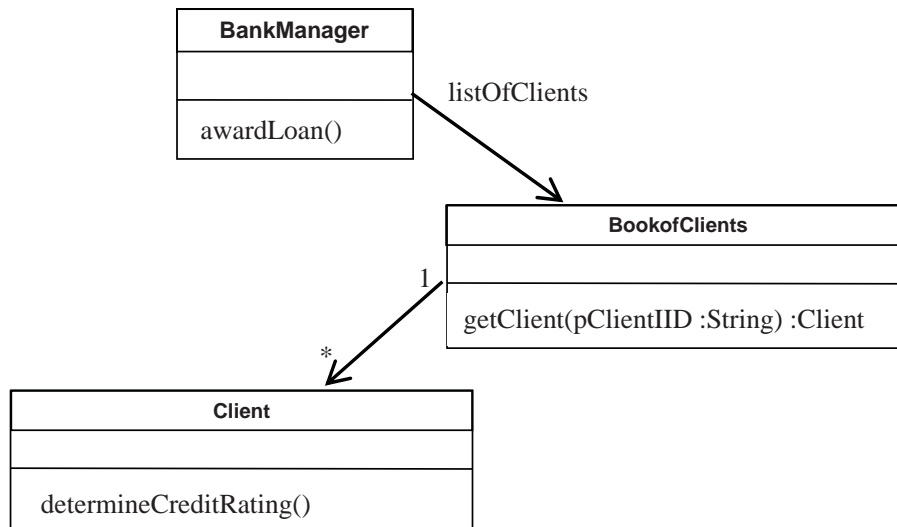 BankManager
listOfClients
awardLoan()
BookofClients
1
getClient(pClientIID :String) :Client
*
Client
determineCreditRating()